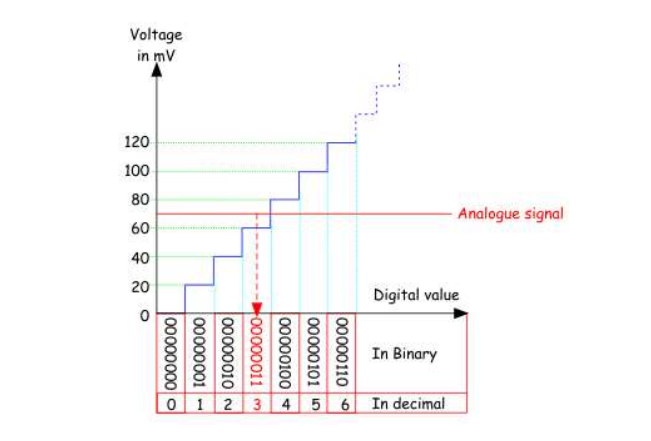 Voltage
in mV
120
100
80
60
40
20
0
Analogue signal
Digital value
00000000
00000001
00000010
00000011
00000100
00000101
00000110
In Binary
0 1 2 3 4 5 6 In decimal